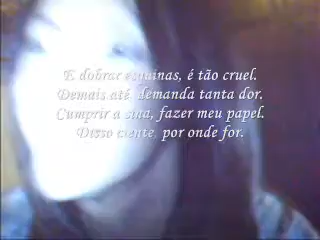 E dobrar esquinas, é tão cruel.
Demais até, demanda tanta dor.
Cumprir a sina, fazer meu papel.
Disso ciente, por onde for.